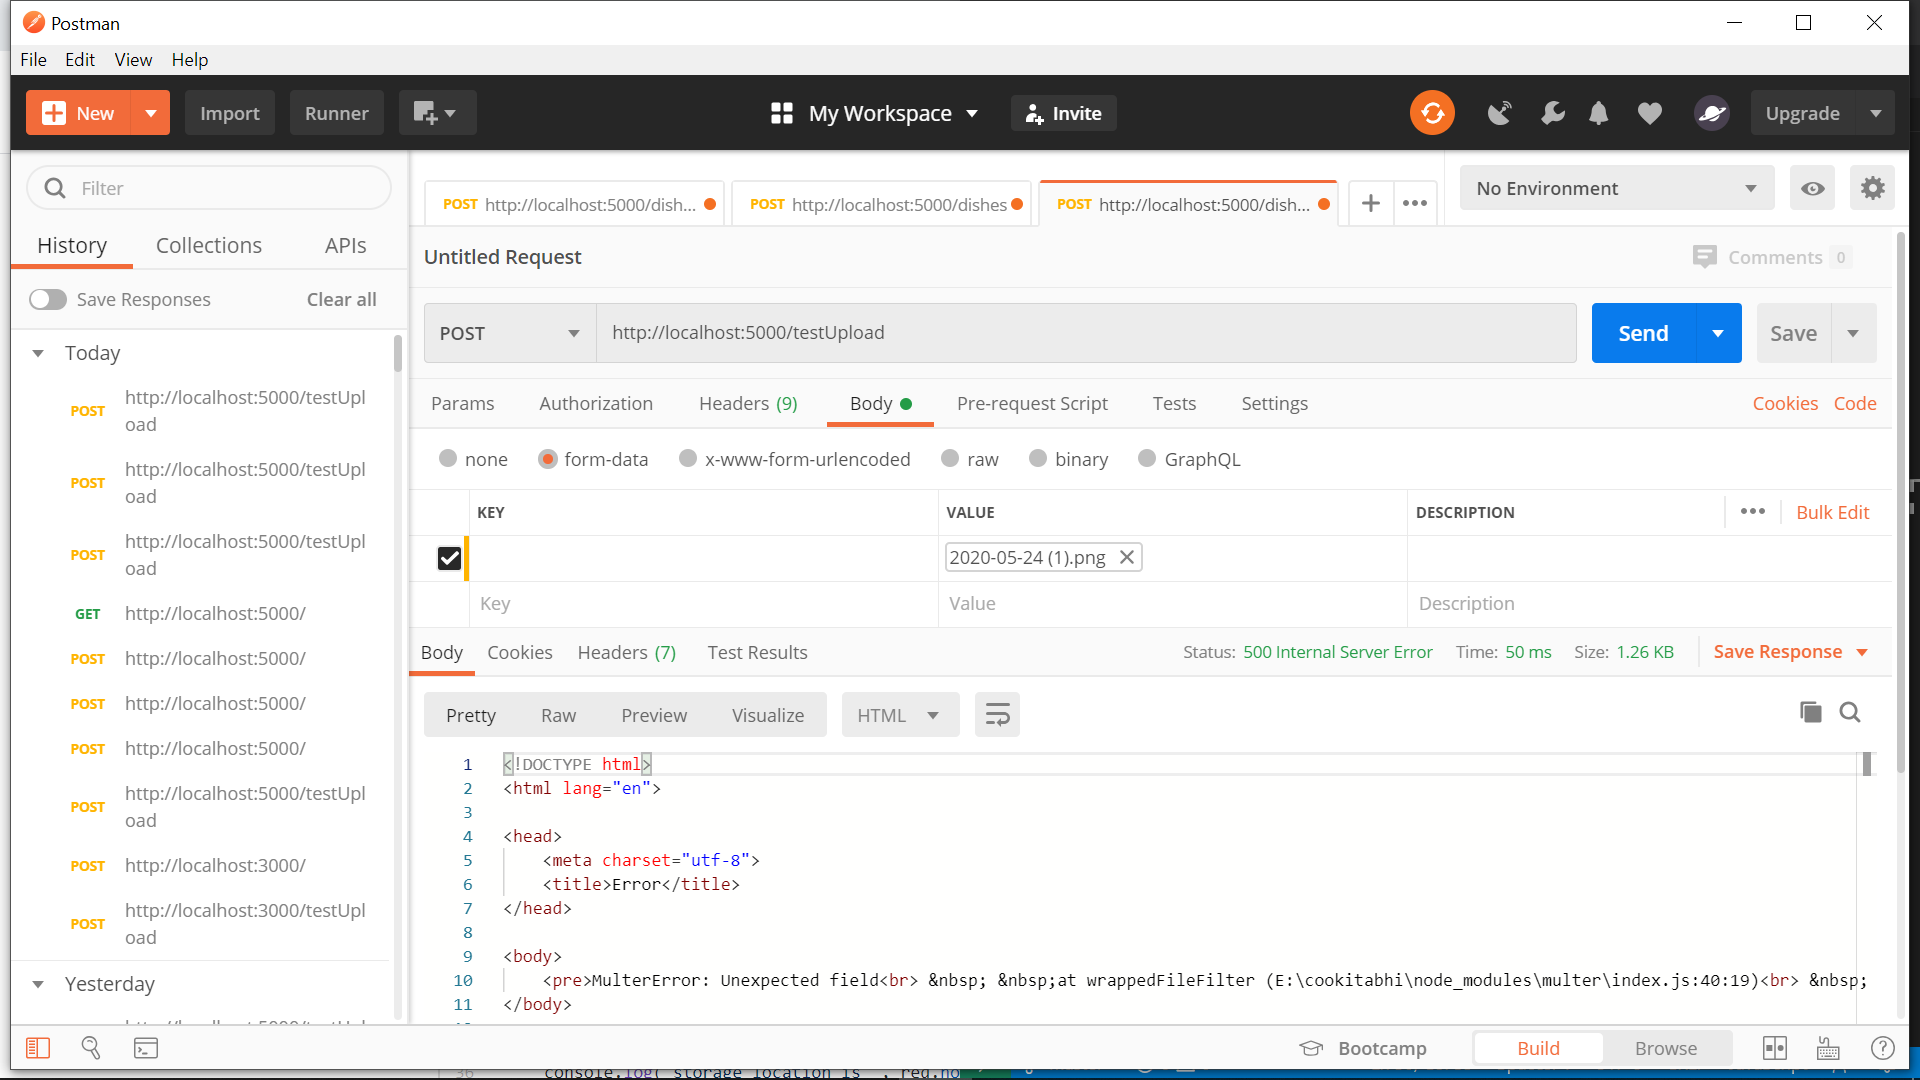 Postman
File Edit View Help
New Import Runner My Workspace Invite Upgrade
Filter
History Collections APIs
Save Responses Clear all
Today
POST http://localhost:5000/testUpl
oad
POST http://localhost:5000/testUpl
oad
POST http://localhost:5000/testUpl
oad
GET http://localhost:5000/
POST http://localhost:5000/
POST http://localhost:5000/
POST http://localhost:5000/
POST http://localhost:5000/testUpl
oad
POST http://localhost:3000/
POST http://localhost:3000/testUpl
oad
Yesterday
POST http://localhost:5000/dish... POST http://localhost:5000/dishes POST http://localhost:5000/dish... No Environment
Untitled Request Comments 0
POST http://localhost:5000/testUpload Send Save
Params Authorization Headers (9) Body Pre-request Script Tests Settings Cookies Code
none form-data x-www-form-urlencoded raw binary GraphQL
KEY VALUE DESCRIPTION Bulk Edit
2020-05-24 (1).png
Key Value Description
Body Cookies Headers (7) Test Results Status: 500 Internal Server Error Time: 50 ms Size: 1.26 KB Save Response
Pretty Raw Preview Visualize HTML
1 <!DOCTYPE html>
2 <html lang="en">
3
4 <head>
5 <meta charset="utf-8">
6 <title>Error</title>
7 </head>
8
9 <body>
10 <pre>MulterError: Unexpected field<br> &nbsp; &nbsp;at wrappedFileFilter (E:\cookitabhi\node_modules\multer\index.js:40:19)<br> &nbsp;
11 </body>
Bootcamp Build Browse